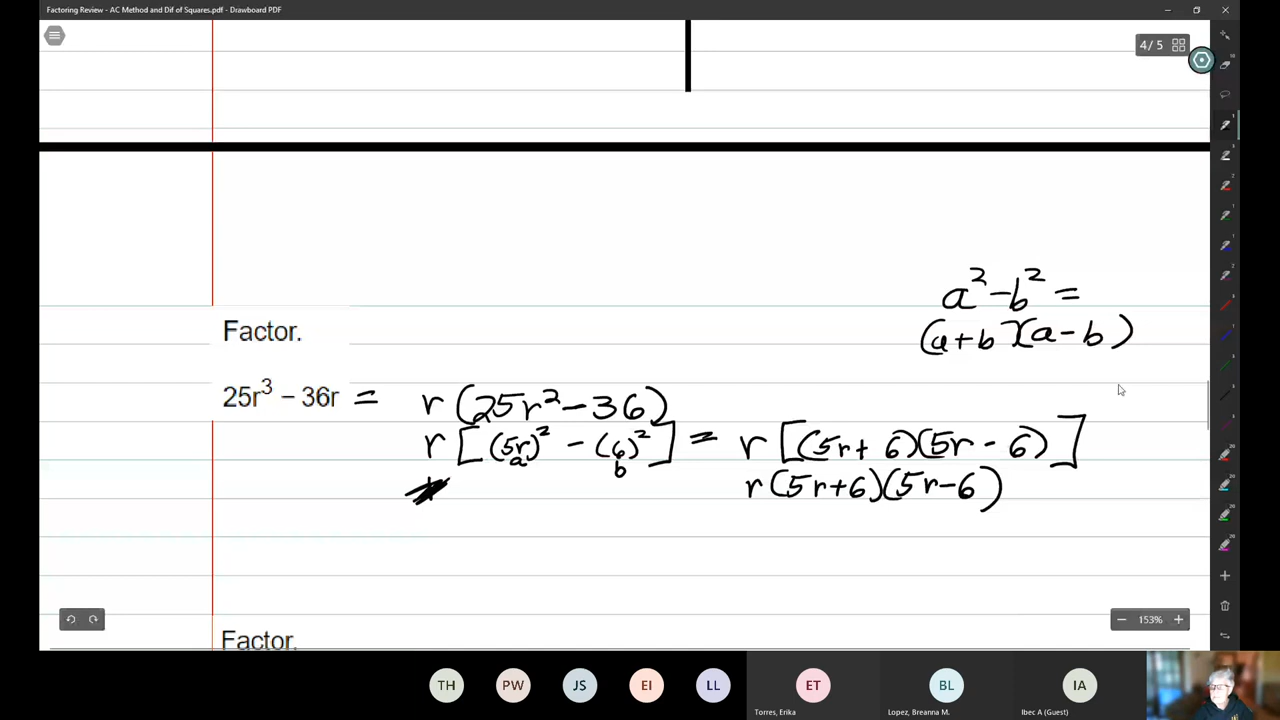 Factoring Review - AC Method and Dif of Squares.pdf - Drawboard PDF
4 / 5
a² - b² =
(a+b)(a-b)
Factor.
25r³ − 36r = r(25r² - 36)
r[(5r)² - (6)²] = r[(5r+6)(5r-6)]
a b
r(5r+6)(5r-6)
153%
Factor.
TH PW JS EI LL ET BL IA
Torres, Erika Lopez, Breanna M. Ibec A (Guest)